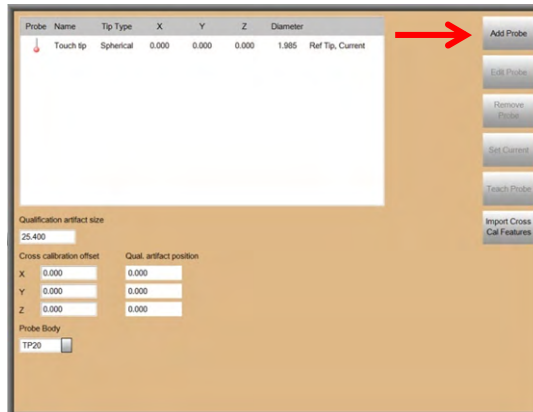 Probe Name Tip Type X Y Z Diameter
Touch tip Spherical 0.000 0.000 0.000 1.985 Ref Tip, Current
Add Probe
Edit Probe
Remove
Probe
Set Current
Teach Probe
Import Cross
Cal Features
Qualification artifact size
25.400
Cross calibration offset Qual. artifact position
X 0.000 0.000
Y 0.000 0.000
Z 0.000 0.000
Probe Body
TP20